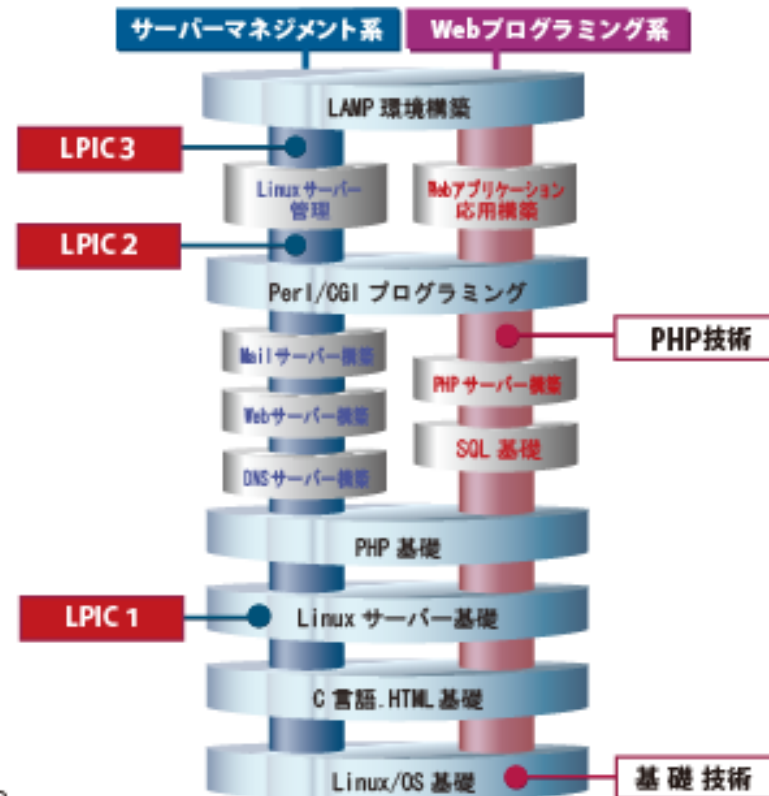 サーバーマネジメント系
Webプログラミング系
LAMP 環境構築
LPIC 3
Linuxサーバー
管理
Webアプリケーション
応用構築
LPIC 2
Perl/CGI プログラミング
PHP技術
Mailサーバー構築
PHPサーバー構築
Webサーバー構築
SQL 基礎
DNSサーバー構築
PHP 基礎
LPIC 1
Linux サーバー基礎
C 言語.HTML 基礎
Linux/OS 基礎
基礎技術